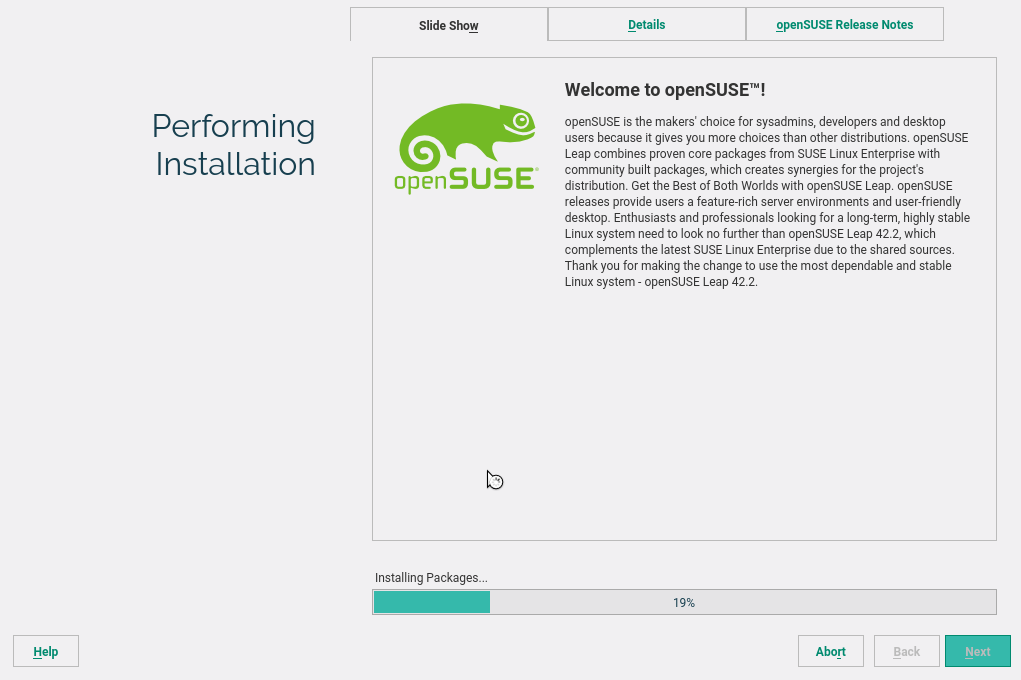 Slide Show
Details
openSUSE Release Notes
Performing
Installation
openSUSE
Welcome to openSUSE™!
openSUSE is the makers' choice for sysadmins, developers and desktop
users because it gives you more choices than other distributions. openSUSE
Leap combines proven core packages from SUSE Linux Enterprise with
community built packages, which creates synergies for the project's
distribution. Get the Best of Both Worlds with openSUSE Leap. openSUSE
releases provide users a feature-rich server environments and user-friendly
desktop. Enthusiasts and professionals looking for a long-term, highly stable
Linux system need to look no further than openSUSE Leap 42.2, which
complements the latest SUSE Linux Enterprise due to the shared sources.
Thank you for making the change to use the most dependable and stable
Linux system - openSUSE Leap 42.2.
Installing Packages...
19%
Help
Abort
Back
Next